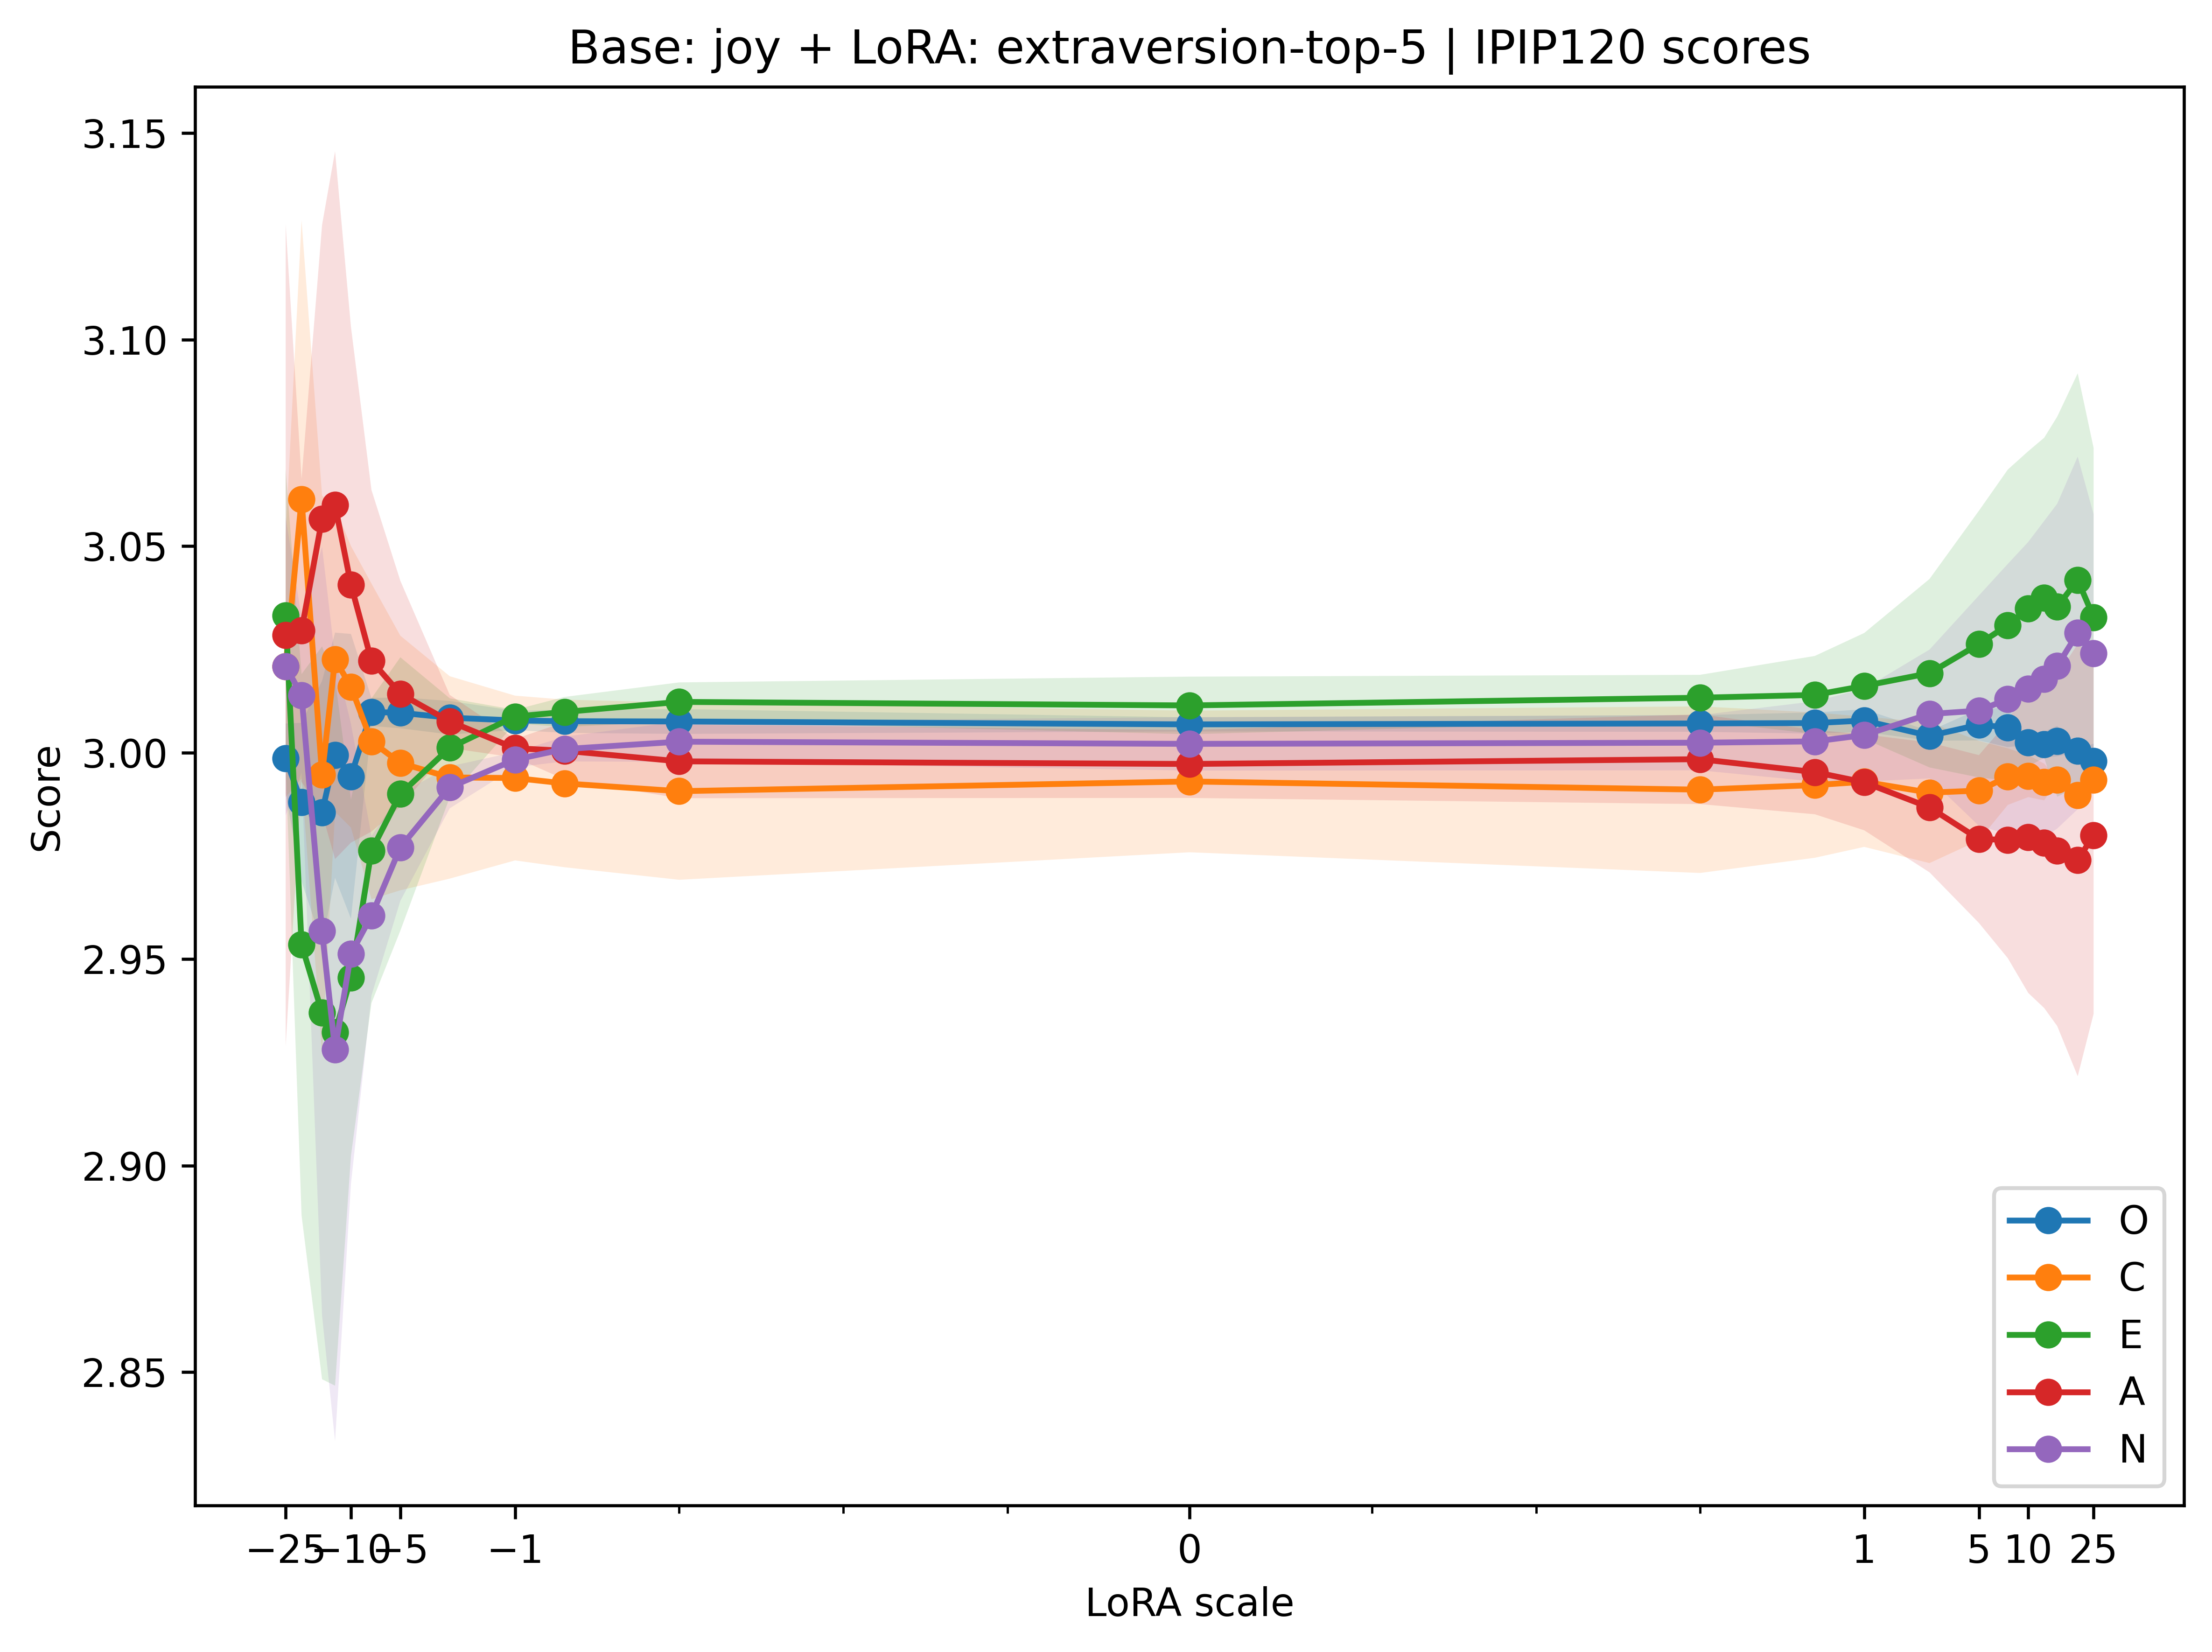 Base: joy + LoRA: extraversion-top-5 | IPIP120 scores
3.15
3.10
3.05
3.00
2.95
2.90
2.85
Score
−25 −10 −5 −1 0 1 5 10 25
LoRA scale
O
C
E
A
N